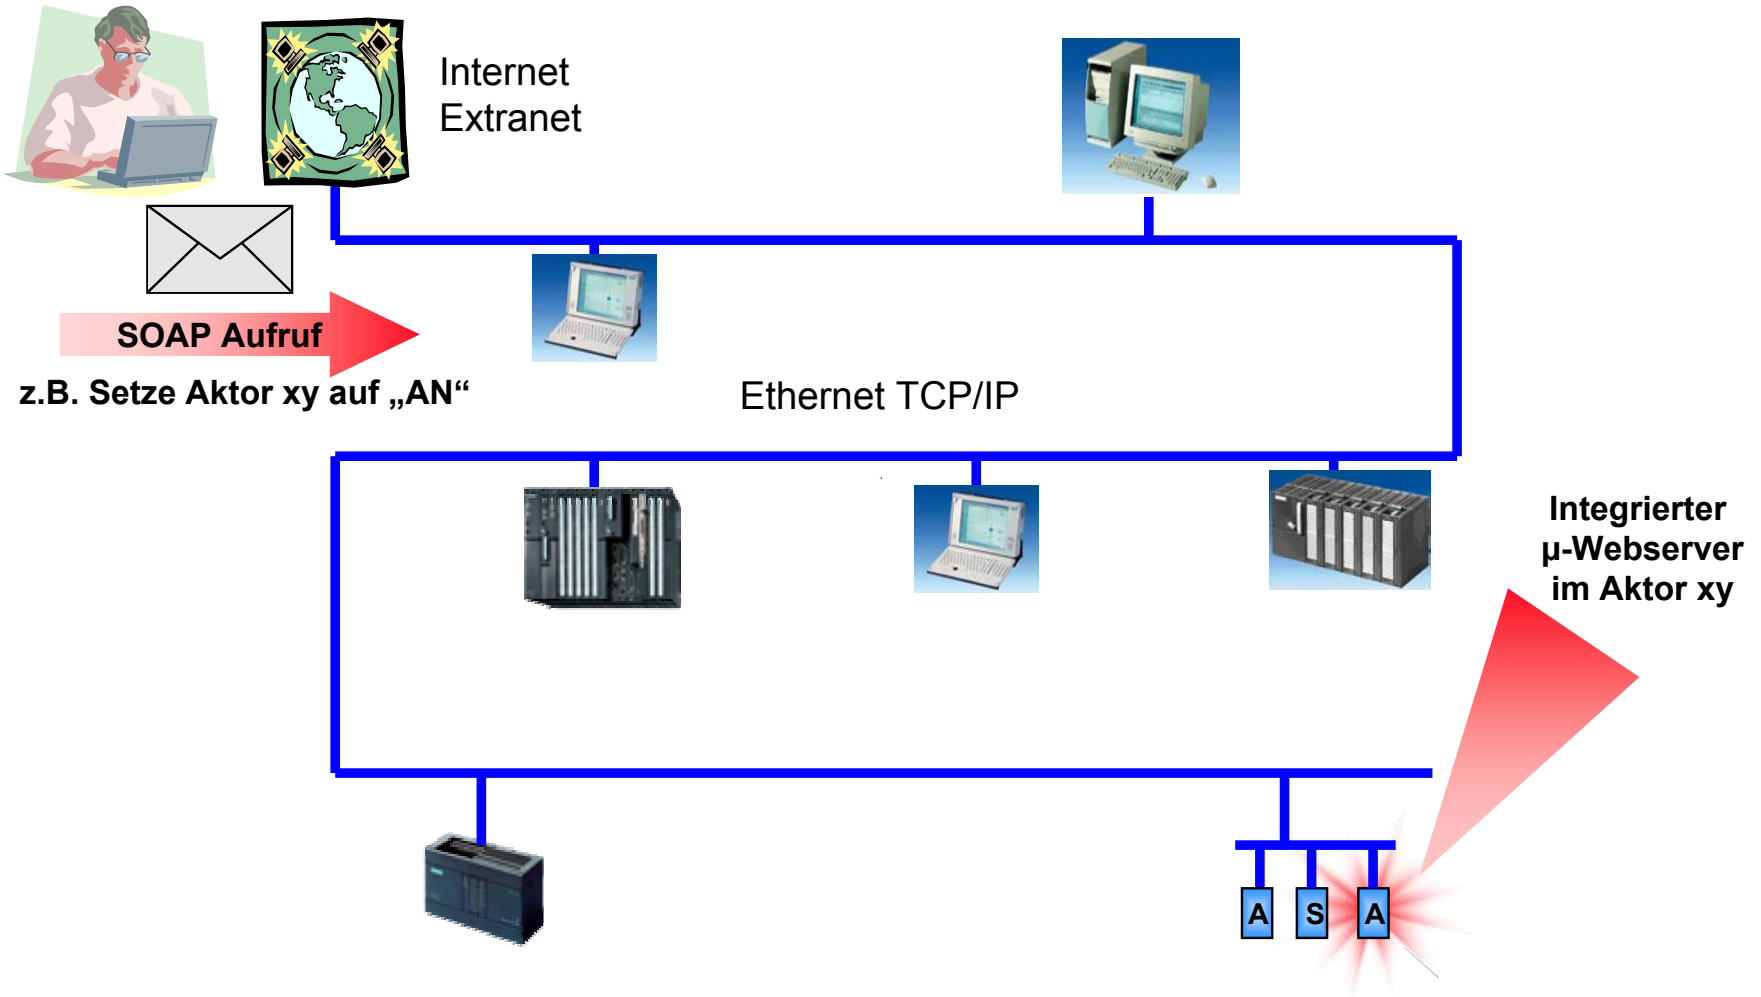 Internet
Extranet
SOAP Aufruf
z.B. Setze Aktor xy auf „AN“
Ethernet TCP/IP
Integrierter
µ-Webserver
im Aktor xy
A
S
A